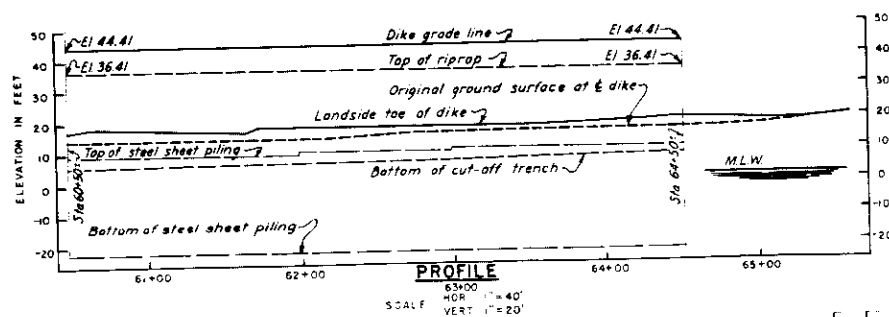 50 El. 44.41 Dike grade line El. 44.41 50
40 El. 36.41 Top of riprap El. 36.41 40
30 Original ground surface at ℄ dike 30
20 Landside toe of dike 20
10 Top of steel sheet piling 10
Bottom of cut-off trench M.L.W.
0 0
-10 Bottom of steel sheet piling 10
-20 -20
ELEVATION IN FEET
Sta 60+50±
Sta 64+50±
61+00 62+00 63+00 64+00 65+00
PROFILE
SCALE HOR. 1"=40'
VERT. 1"=20'